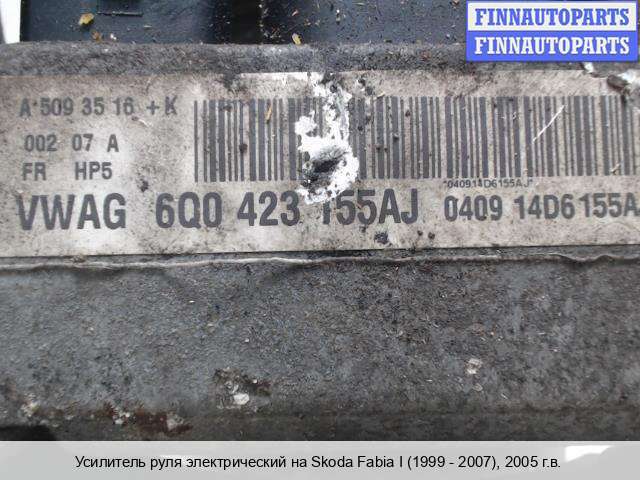 FINNAUTOPARTS
FINNAUTOPARTS
A 509 35 16 + K
002 07 A
FR HP5
*040914D6155AJ*
VWAG 6Q0 423 155AJ 0409 14D6 155A
Усилитель руля электрический на Skoda Fabia I (1999 - 2007), 2005 г.в.